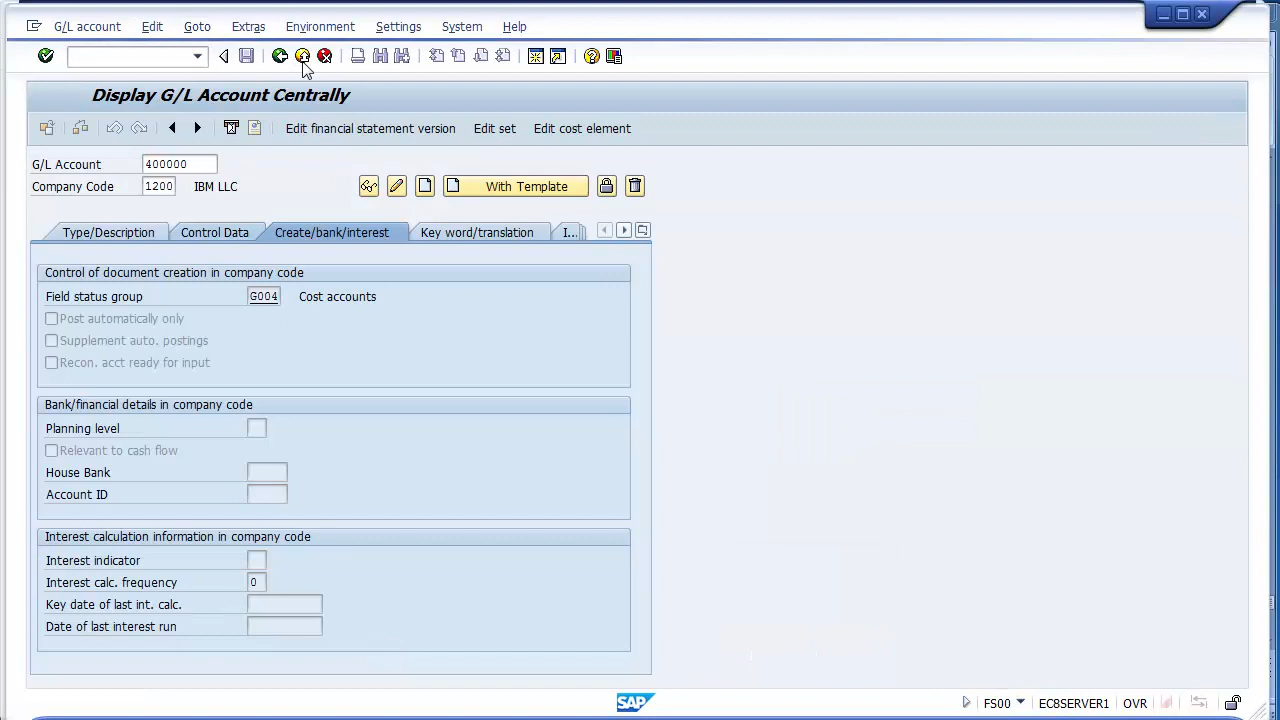 G/L account Edit Goto Extras Environment Settings System Help
Display G/L Account Centrally
Edit financial statement version Edit set Edit cost element
G/L Account 400000
Company Code 1200 IBM LLC With Template
Type/Description Control Data Create/bank/interest Key word/translation I...
Control of document creation in company code
Field status group G004 Cost accounts
Post automatically only
Supplement auto. postings
Recon. acct ready for input
Bank/financial details in company code
Planning level
Relevant to cash flow
House Bank
Account ID
Interest calculation information in company code
Interest indicator
Interest calc. frequency 0
Key date of last int. calc.
Date of last interest run
SAP FS00 EC8SERVER1 OVR